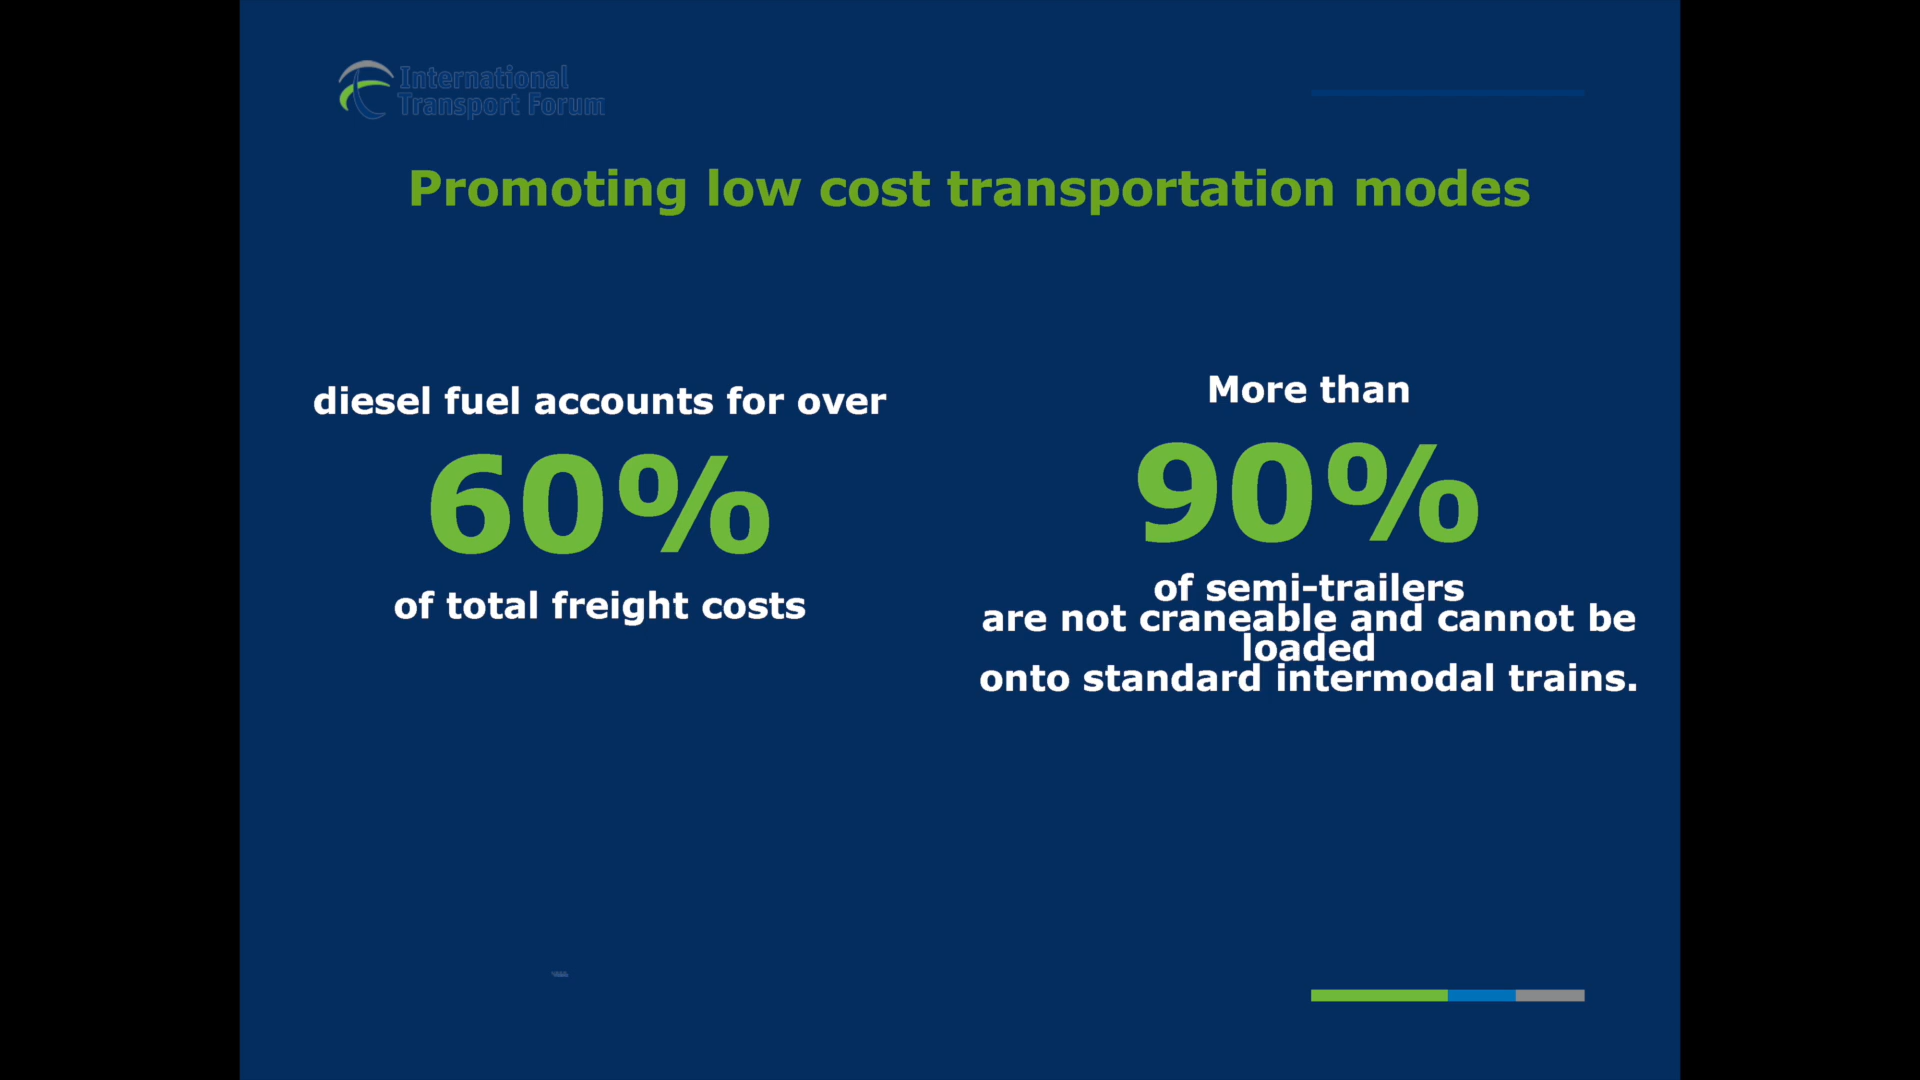 International
Transport Forum
Promoting low cost transportation modes
diesel fuel accounts for over
60%
of total freight costs
More than
90%
of semi-trailers
are not craneable and cannot be
loaded
onto standard intermodal trains.